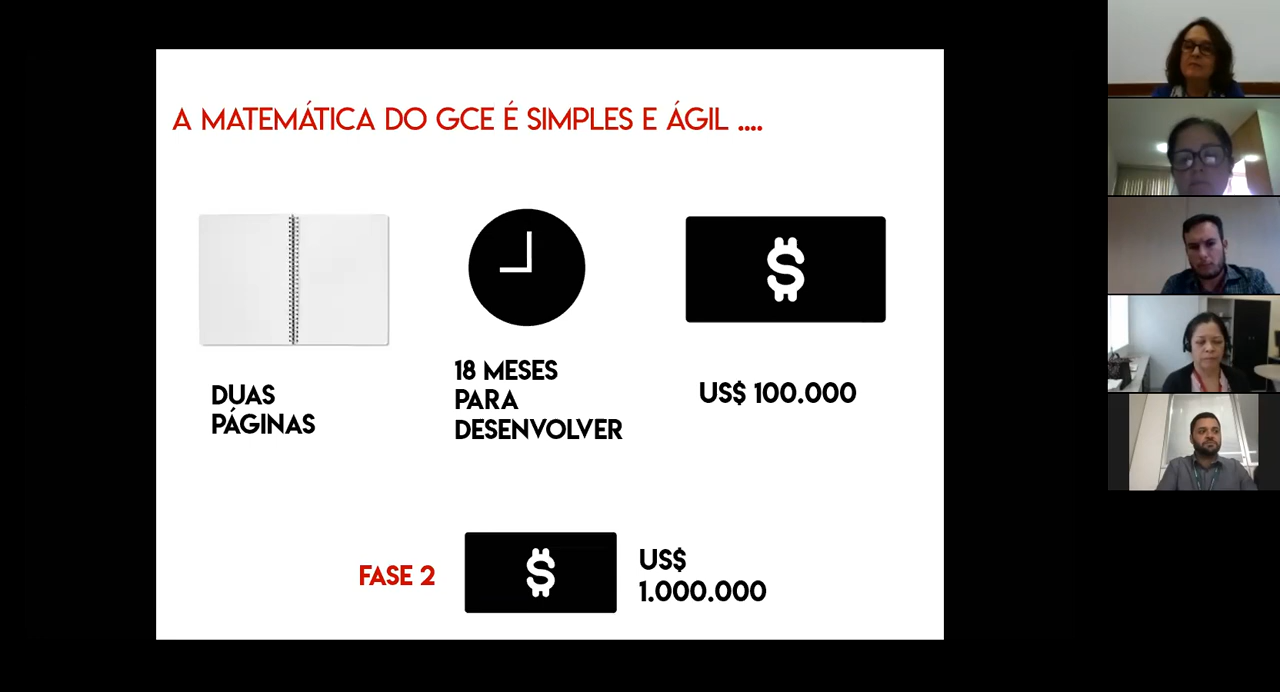 A MATEMÁTICA DO GCE É SIMPLES E ÁGIL ....
DUAS
PÁGINAS
18 MESES
PARA
DESENVOLVER
US$ 100.000
FASE 2
US$
1.000.000